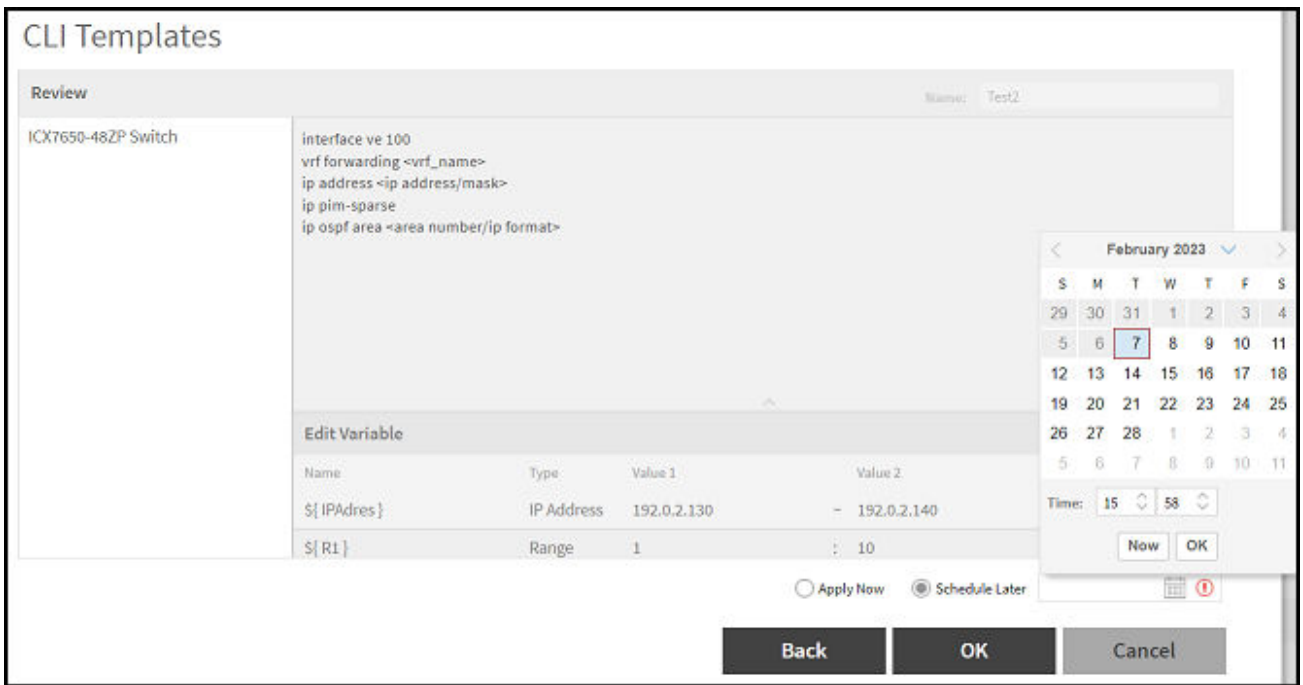 CLI Templates
Review
Name: Test2
ICX7650-48ZP Switch
interface ve 100
vrf forwarding <vrf_name>
ip address <ip address/mask>
ip pim-sparse
ip ospf area <area number/ip format>
February 2023
S M T W T F S
29 30 31 1 2 3 4
5 6 7 8 9 10 11
12 13 14 15 16 17 18
19 20 21 22 23 24 25
26 27 28 1 2 3 4
5 6 7 8 9 10 11
Time: 15 58
Now OK
Edit Variable
Name Type Value 1 Value 2
${ IPAdres } IP Address 192.0.2.130 – 192.0.2.140
${ R1 } Range 1 : 10
Apply Now Schedule Later
Back OK Cancel